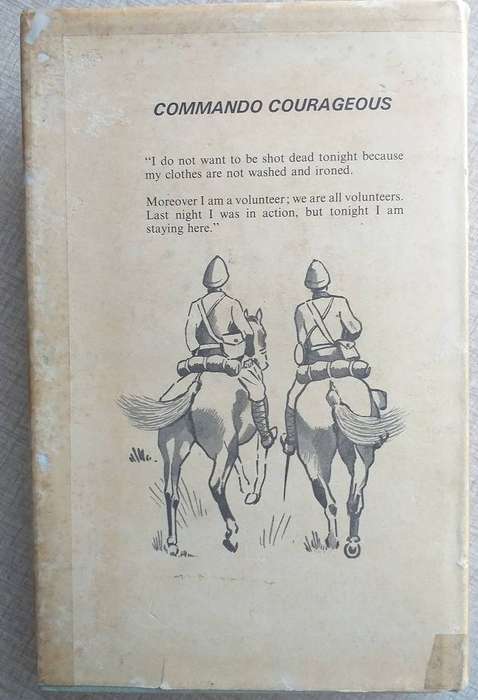 COMMANDO COURAGEOUS
“I do not want to be shot dead tonight because
my clothes are not washed and ironed.
Moreover I am a volunteer; we are all volunteers.
Last night I was in action, but tonight I am
staying here.”